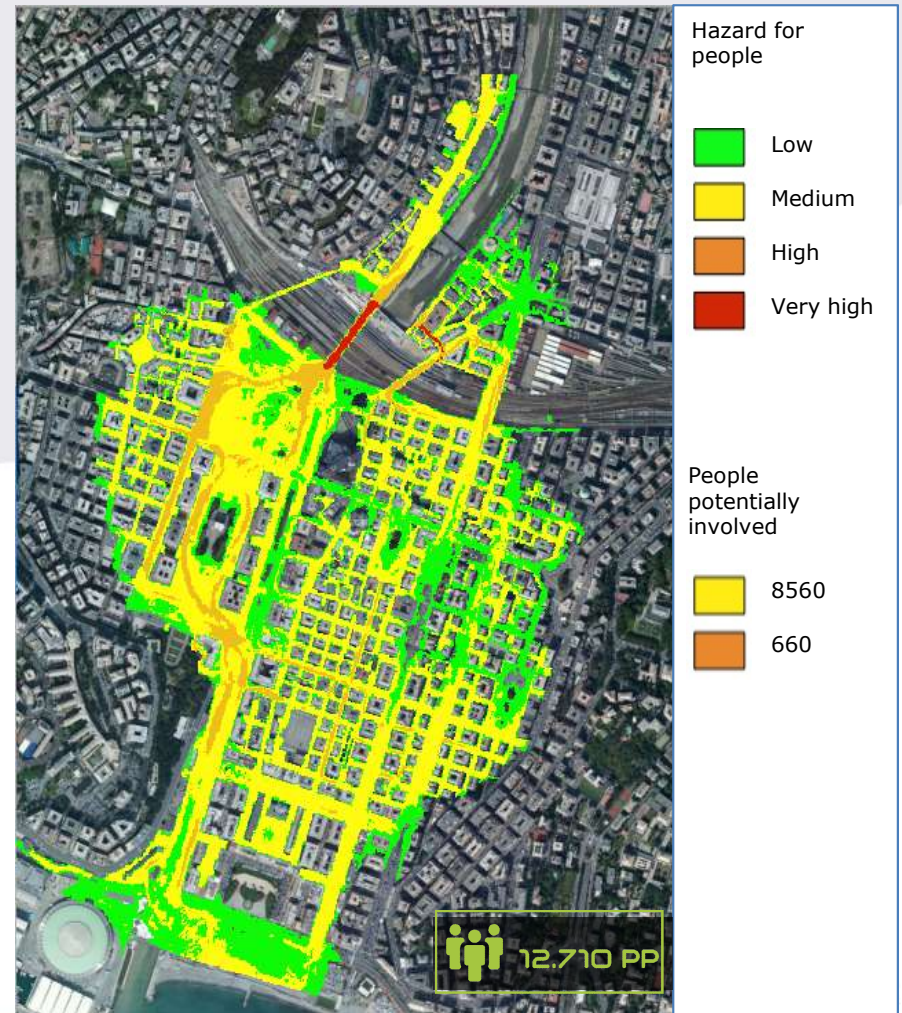 Hazard for
people
Low
Medium
High
Very high
People
potentially
involved
8560
660
12.710 PP